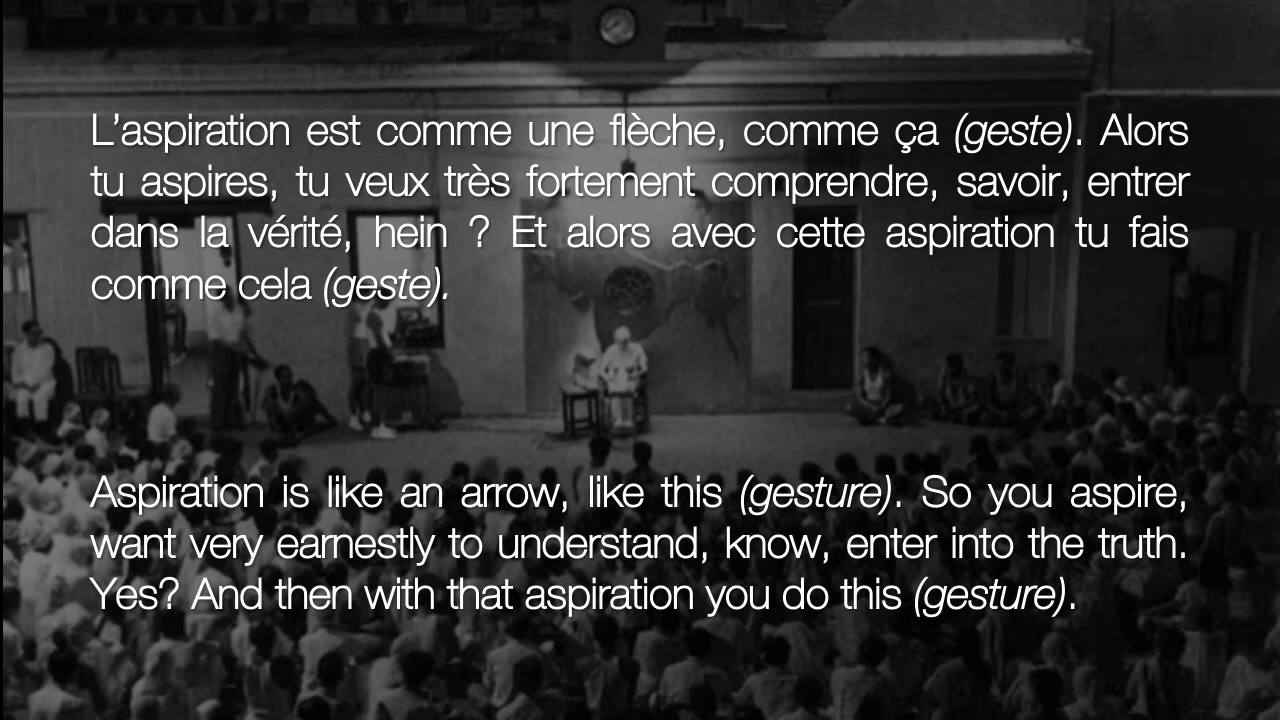 L’aspiration est comme une flèche, comme ça (geste). Alors
tu aspires, tu veux très fortement comprendre, savoir, entrer
dans la vérité, hein ? Et alors avec cette aspiration tu fais
comme cela (geste).
Aspiration is like an arrow, like this (gesture). So you aspire,
want very earnestly to understand, know, enter into the truth.
Yes? And then with that aspiration you do this (gesture).